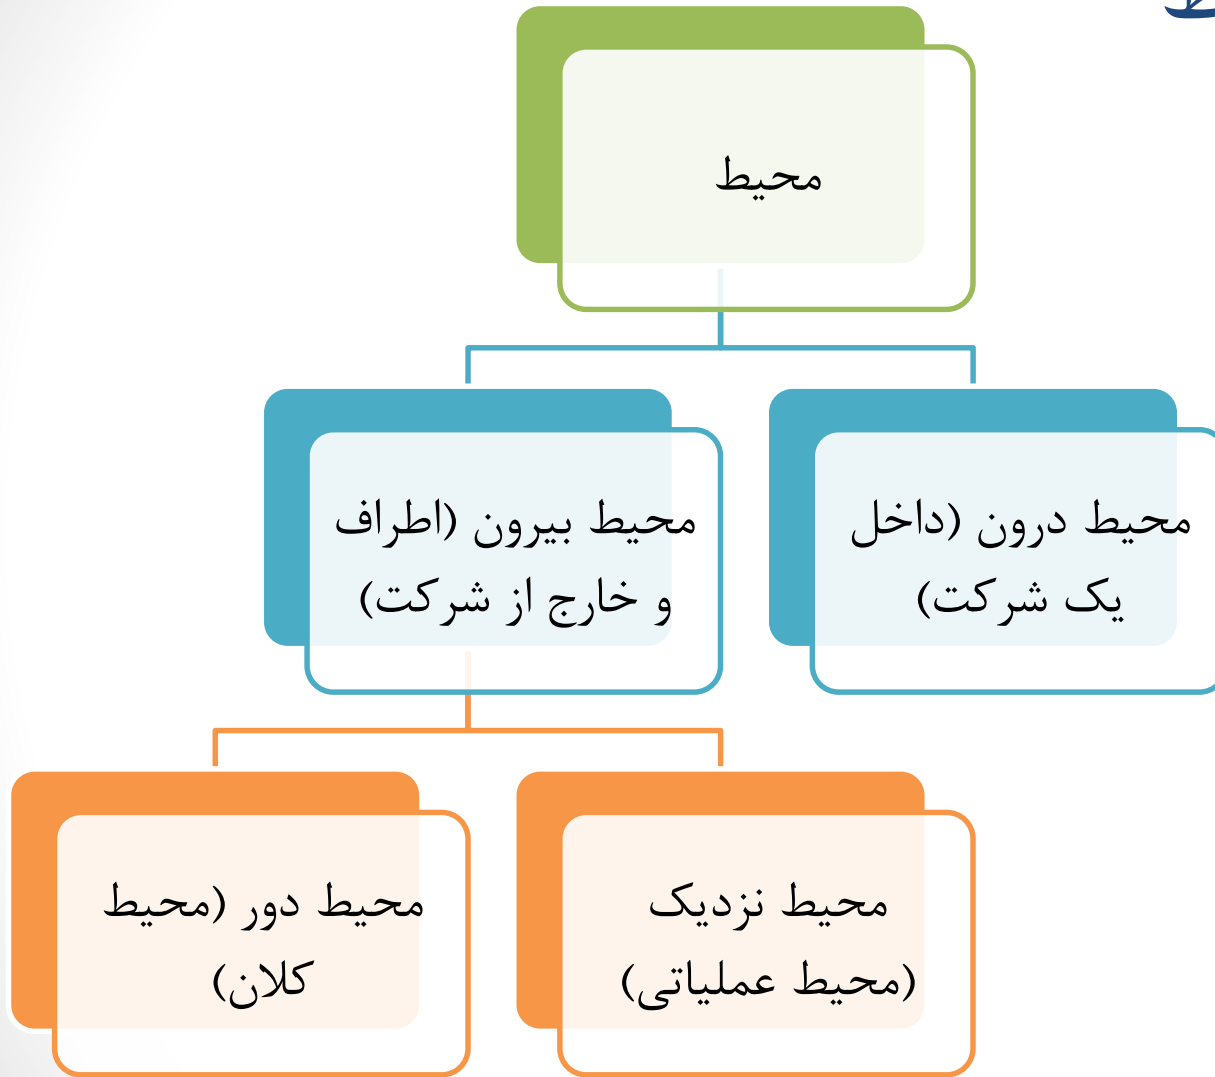 محیط
محیط درون (داخل
یک شرکت)
محیط بیرون (اطراف
و خارج از شرکت)
محیط نزدیک
(محیط عملیاتی)
محیط دور (محیط
کلان)